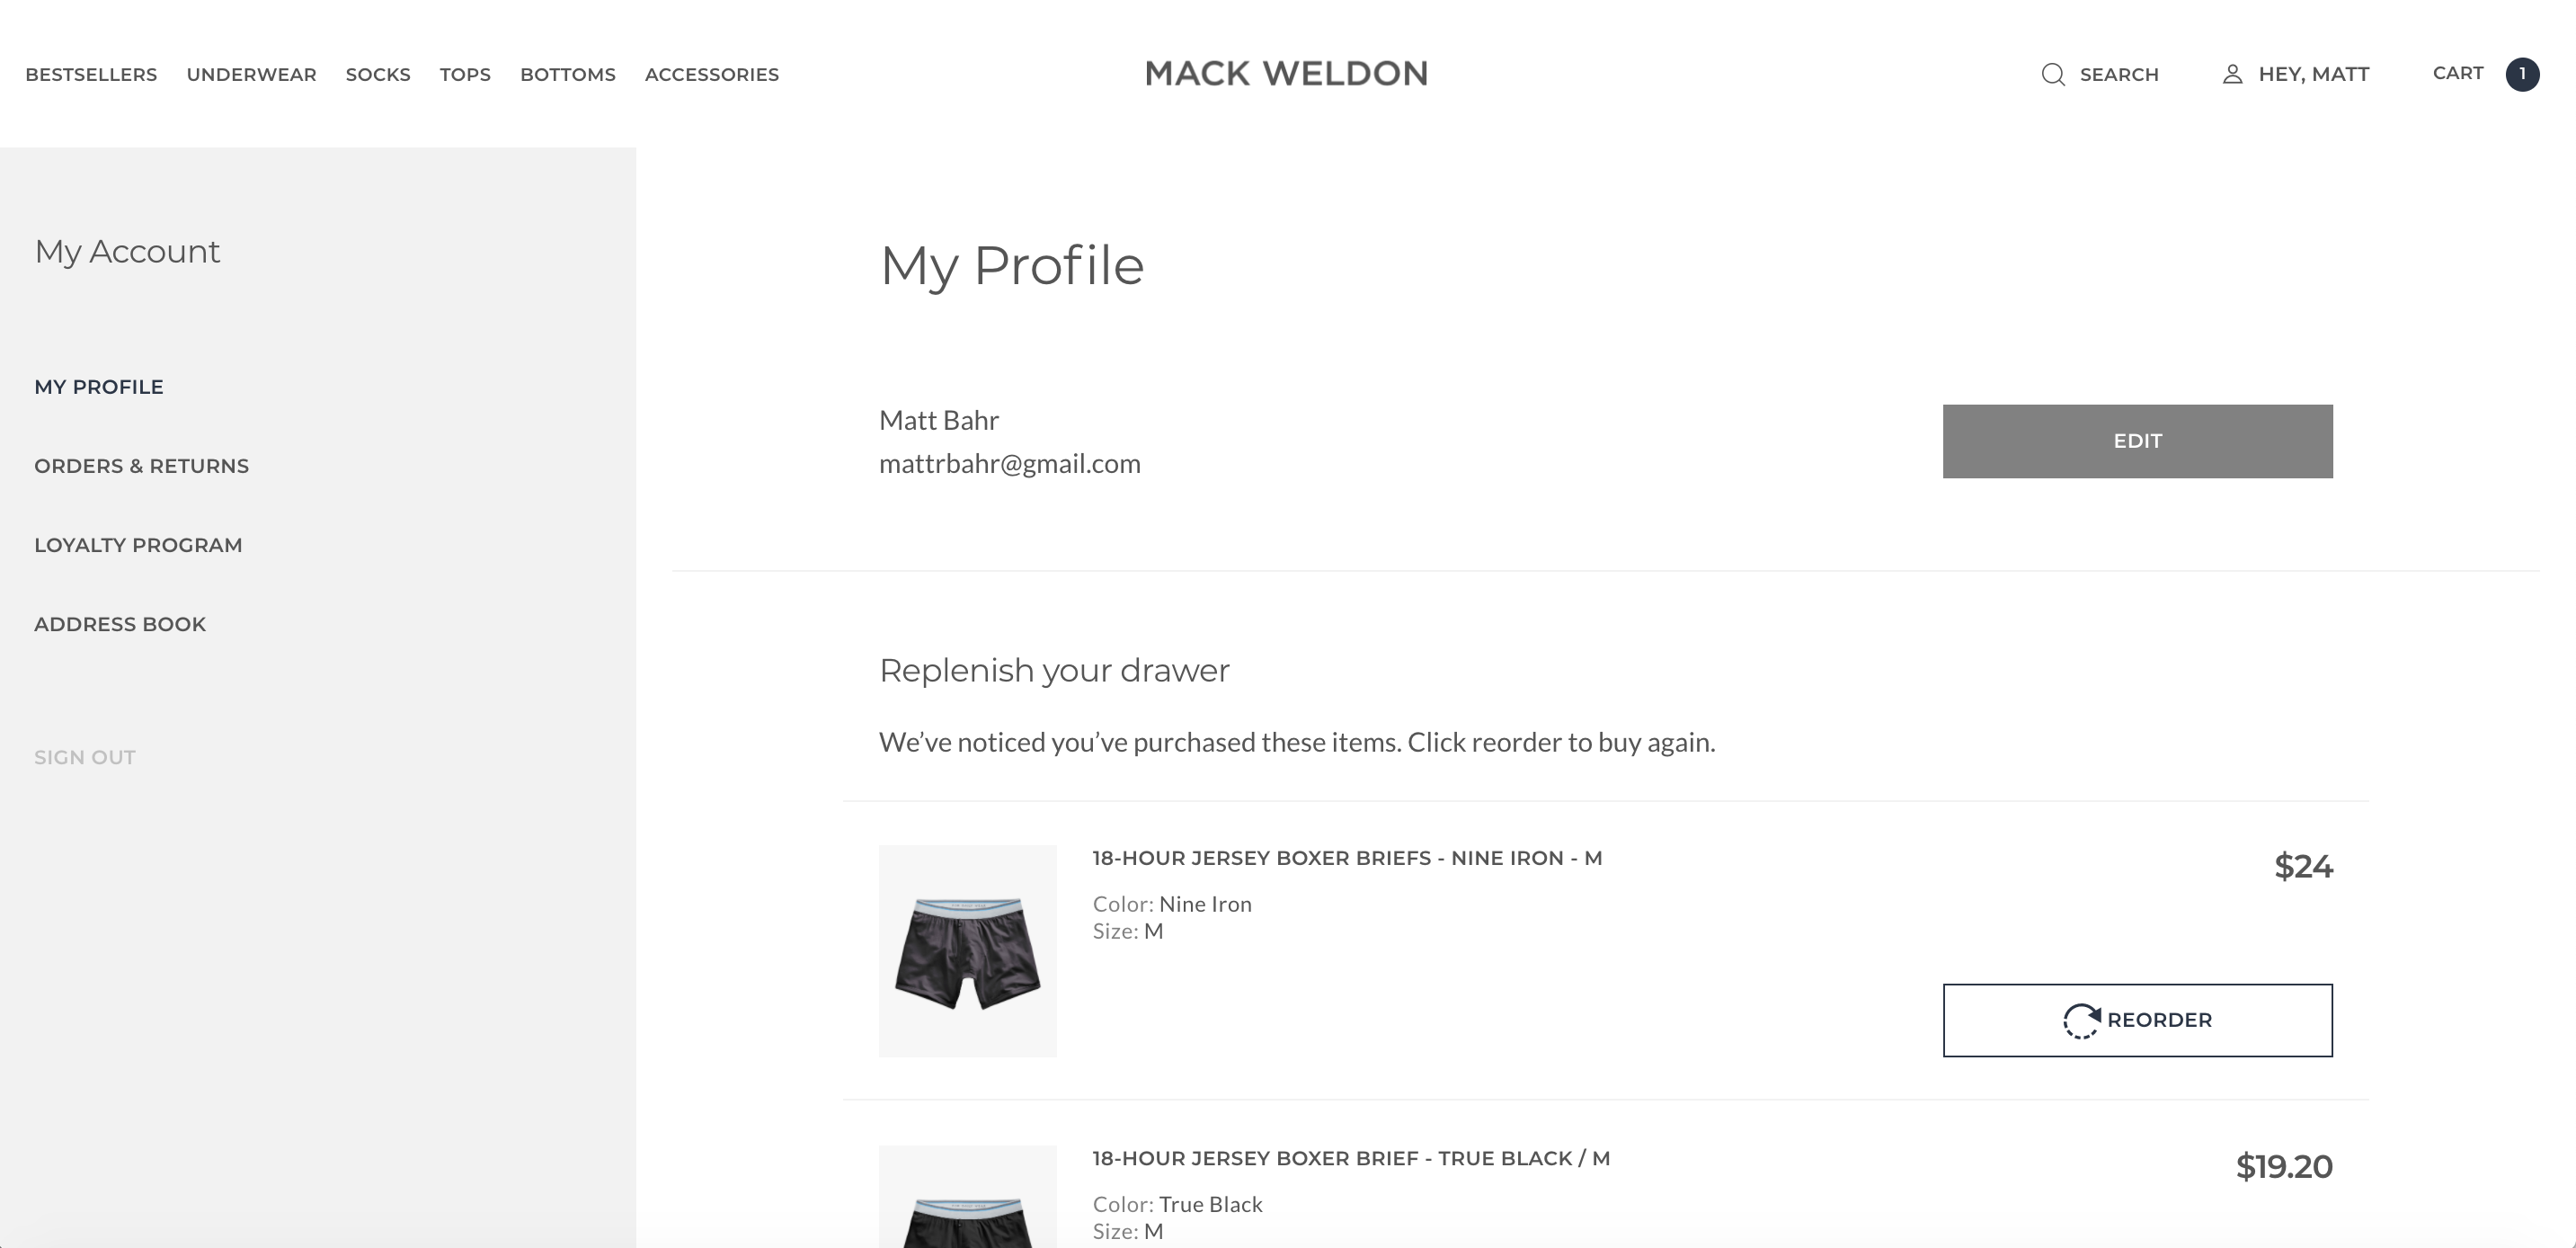 BESTSELLERS UNDERWEAR SOCKS TOPS BOTTOMS ACCESSORIES
MACK WELDON
SEARCH
HEY, MATT
CART 1
My Account
MY PROFILE
ORDERS & RETURNS
LOYALTY PROGRAM
ADDRESS BOOK
SIGN OUT
My Profile
Matt Bahr
mattrbahr@gmail.com
EDIT
Replenish your drawer
We’ve noticed you’ve purchased these items. Click reorder to buy again.
18-HOUR JERSEY BOXER BRIEFS - NINE IRON - M
$24
Color: Nine Iron
Size: M
REORDER
18-HOUR JERSEY BOXER BRIEF - TRUE BLACK / M
$19.20
Color: True Black
Size: M